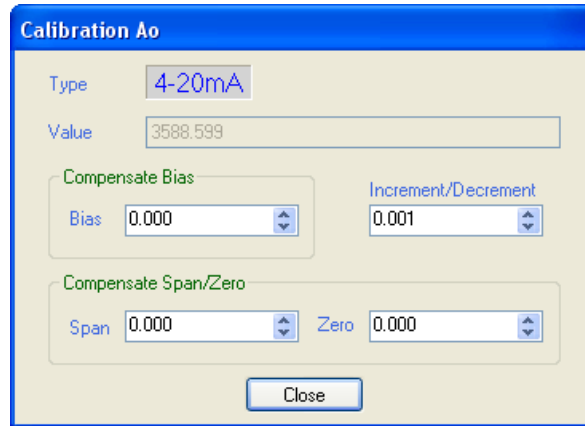 Calibration Ao
Type 4-20mA
Value 3588.599
Compensate Bias
Increment/Decrement
Bias 0.000 0.001
Compensate Span/Zero
Span 0.000 Zero 0.000
Close